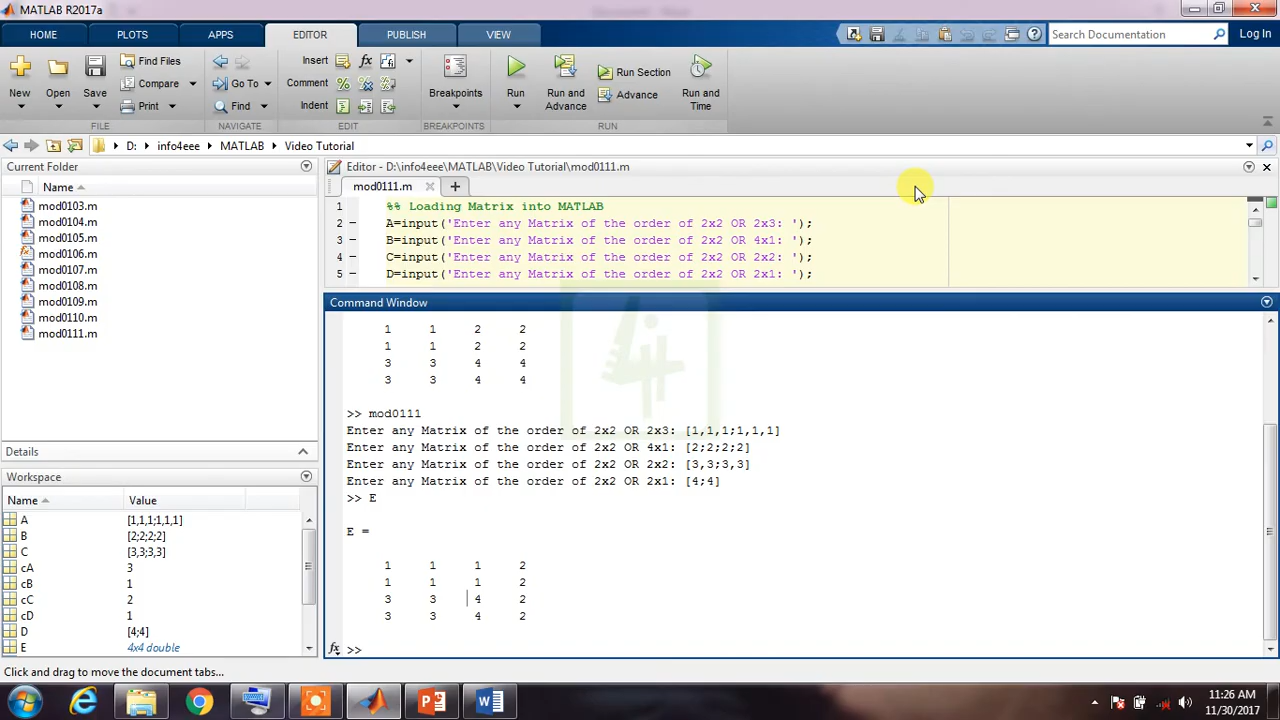 MATLAB R2017a
HOME PLOTS APPS EDITOR PUBLISH VIEW Search Documentation Log In
New Open Save Find Files Compare Print
Insert Comment Indent
Go To Find
Breakpoints Run Run and Advance Run Section Advance Run and Time
FILE NAVIGATE EDIT BREAKPOINTS RUN
D: info4eee MATLAB Video Tutorial
Current Folder
Name
mod0103.m
mod0104.m
mod0105.m
mod0106.m
mod0107.m
mod0108.m
mod0109.m
mod0110.m
mod0111.m
Details
Workspace
Name Value
A [1,1,1;1,1,1]
B [2;2;2;2]
C [3,3;3,3]
cA 3
cB 1
cC 2
cD 1
D [4;4]
E 4x4 double
Editor - D:\info4eee\MATLAB\Video Tutorial\mod0111.m
mod0111.m
1 %% Loading Matrix into MATLAB
2 – A=input('Enter any Matrix of the order of 2x2 OR 2x3: ');
3 – B=input('Enter any Matrix of the order of 2x2 OR 4x1: ');
4 – C=input('Enter any Matrix of the order of 2x2 OR 2x2: ');
5 – D=input('Enter any Matrix of the order of 2x2 OR 2x1: ');
Command Window
1 1 2 2
1 1 2 2
3 3 4 4
3 3 4 4
>> mod0111
Enter any Matrix of the order of 2x2 OR 2x3: [1,1,1;1,1,1]
Enter any Matrix of the order of 2x2 OR 4x1: [2;2;2;2]
Enter any Matrix of the order of 2x2 OR 2x2: [3,3;3,3]
Enter any Matrix of the order of 2x2 OR 2x1: [4;4]
>> E
E =
1 1 1 2
1 1 1 2
3 3 4 2
3 3 4 2
fx >>
Click and drag to move the document tabs...
11:26 AM
11/30/2017